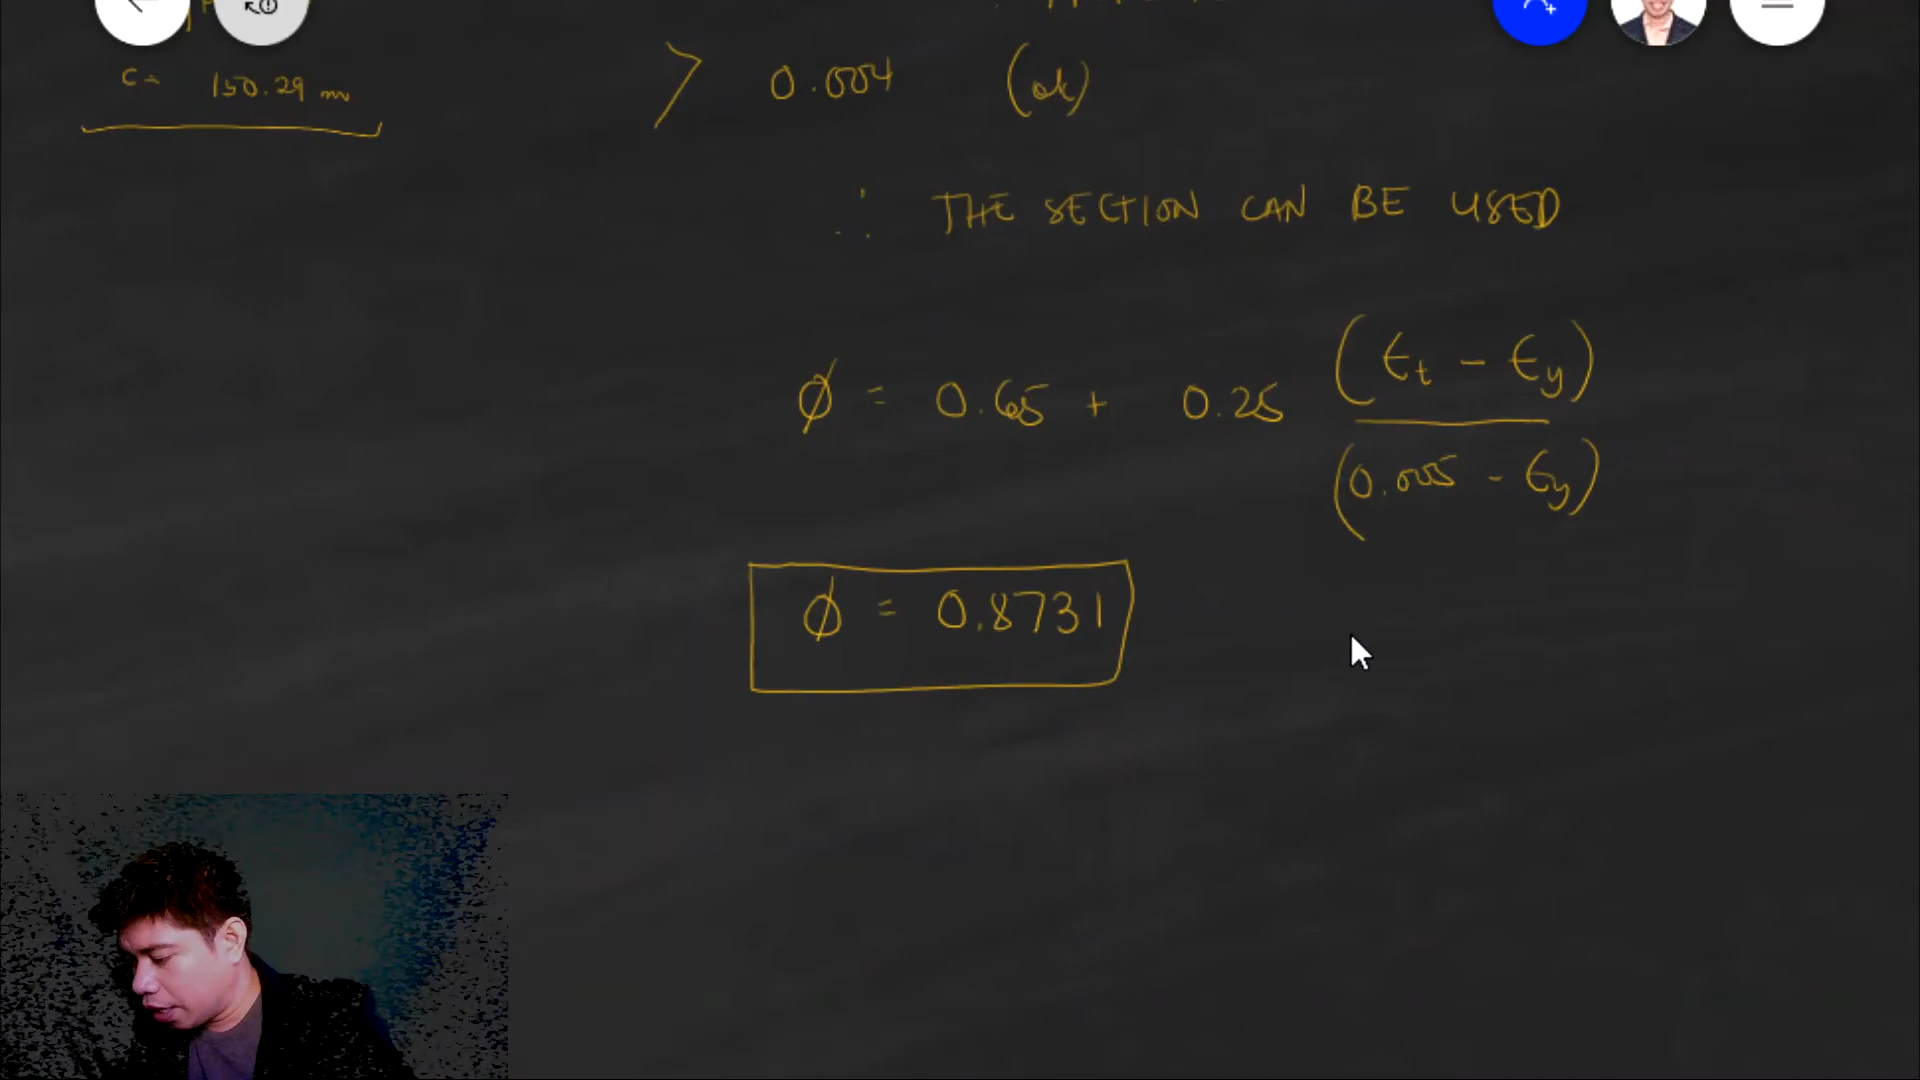 c = 150.29 mm
> 0.004 (ok)
∴ THE SECTION CAN BE USED
ϕ = 0.65 + 0.25 (ϵt - ϵy)
(0.005 - ϵy)
ϕ = 0.8731